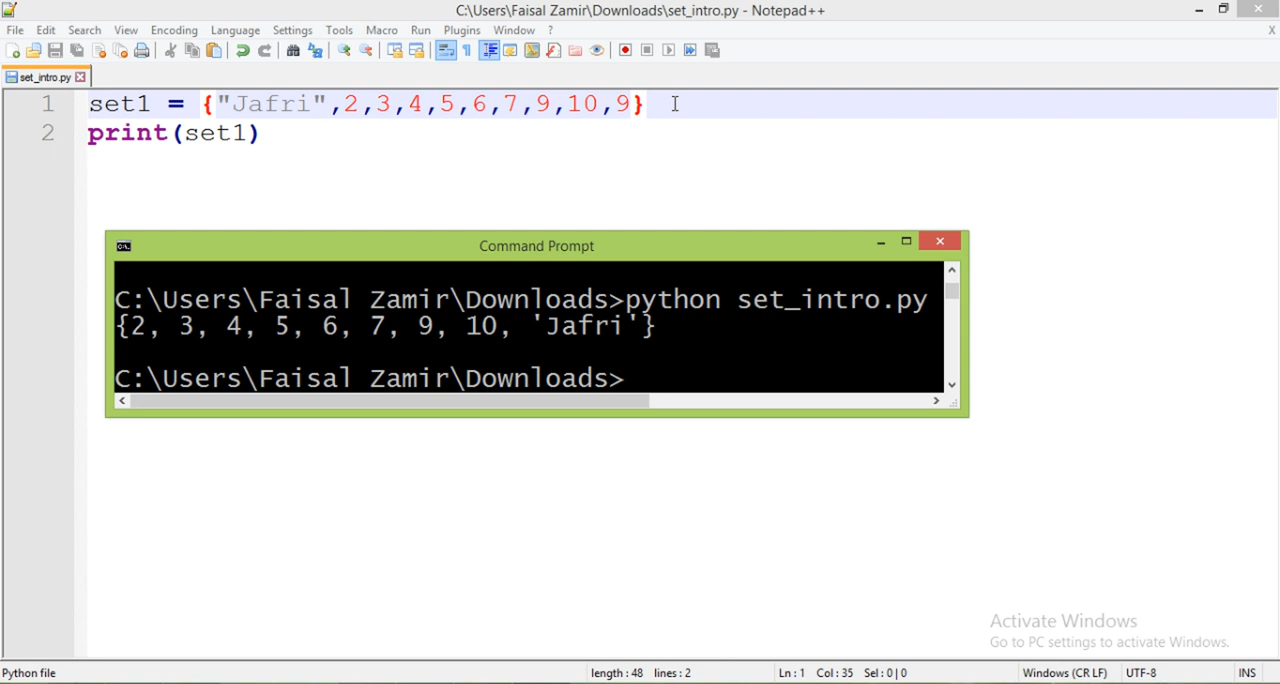 C:\Users\Faisal Zamir\Downloads\set_intro.py - Notepad++
File Edit Search View Encoding Language Settings Tools Macro Run Plugins Window ? X
set_intro.py
1 set1 = {"Jafri",2,3,4,5,6,7,9,10,9}
2 print(set1)
Command Prompt
C:\Users\Faisal Zamir\Downloads>python set_intro.py
{2, 3, 4, 5, 6, 7, 9, 10, 'Jafri'}
C:\Users\Faisal Zamir\Downloads>
Activate Windows
Go to PC settings to activate Windows.
Python file length : 48 lines : 2 Ln : 1 Col : 35 Sel : 0 | 0 Windows (CR LF) UTF-8 INS